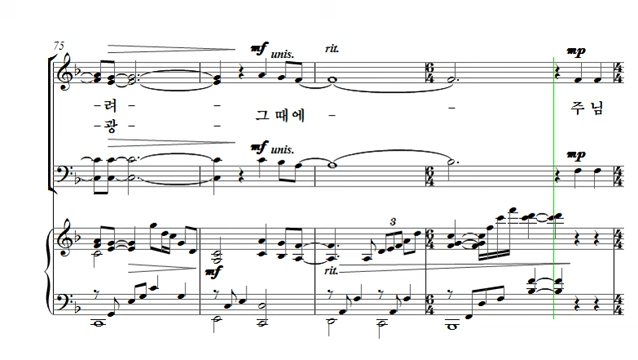 75
mf unis. rit. mp
- 려 - - 그 때 에 - - 주 님
- 광 -
mf unis. mp
3
mf rit.